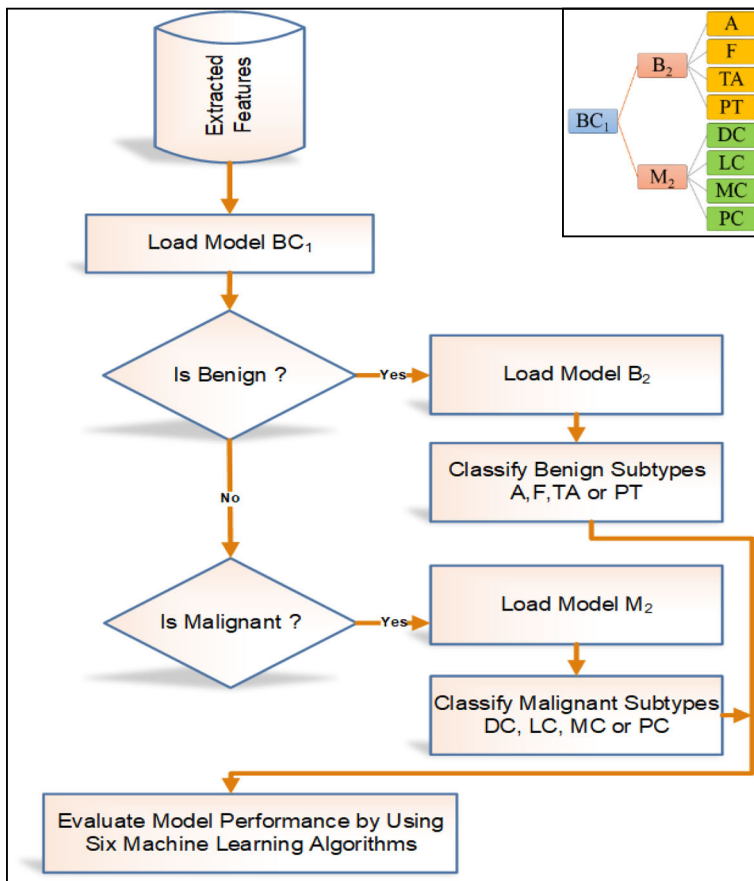 Extracted
Features
Load Model BC₁
Is Benign ?
Yes
Load Model B₂
Classify Benign Subtypes
A,F,TA or PT
No
Is Malignant ?
Yes
Load Model M₂
Classify Malignant Subtypes
DC, LC, MC or PC
Evaluate Model Performance by Using
Six Machine Learning Algorithms
BC₁
B₂
M₂
A
F
TA
PT
DC
LC
MC
PC